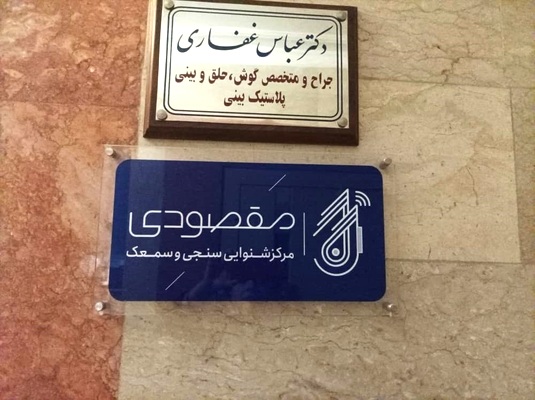 دکتر عباس غفاری
جراح و متخصص گوش، حلق و بینی
پلاستیک بینی
مقصودی
مرکز شنوایی سنجی و سمعک